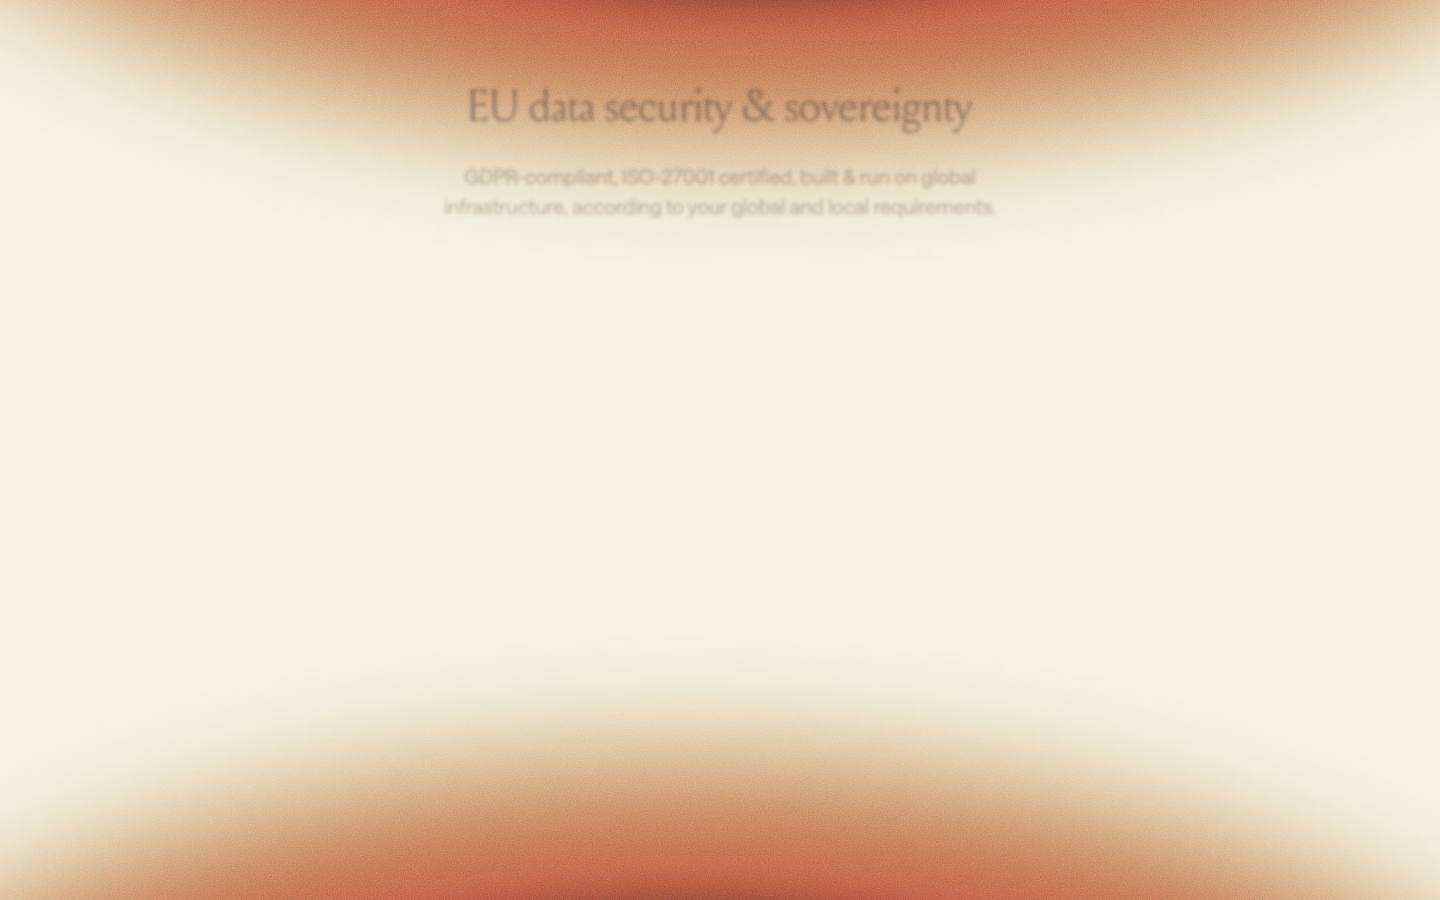 EU data security & sovereignty
GDPR-compliant, ISO-27001 certified, built & run on global
infrastructure, according to your global and local requirements.